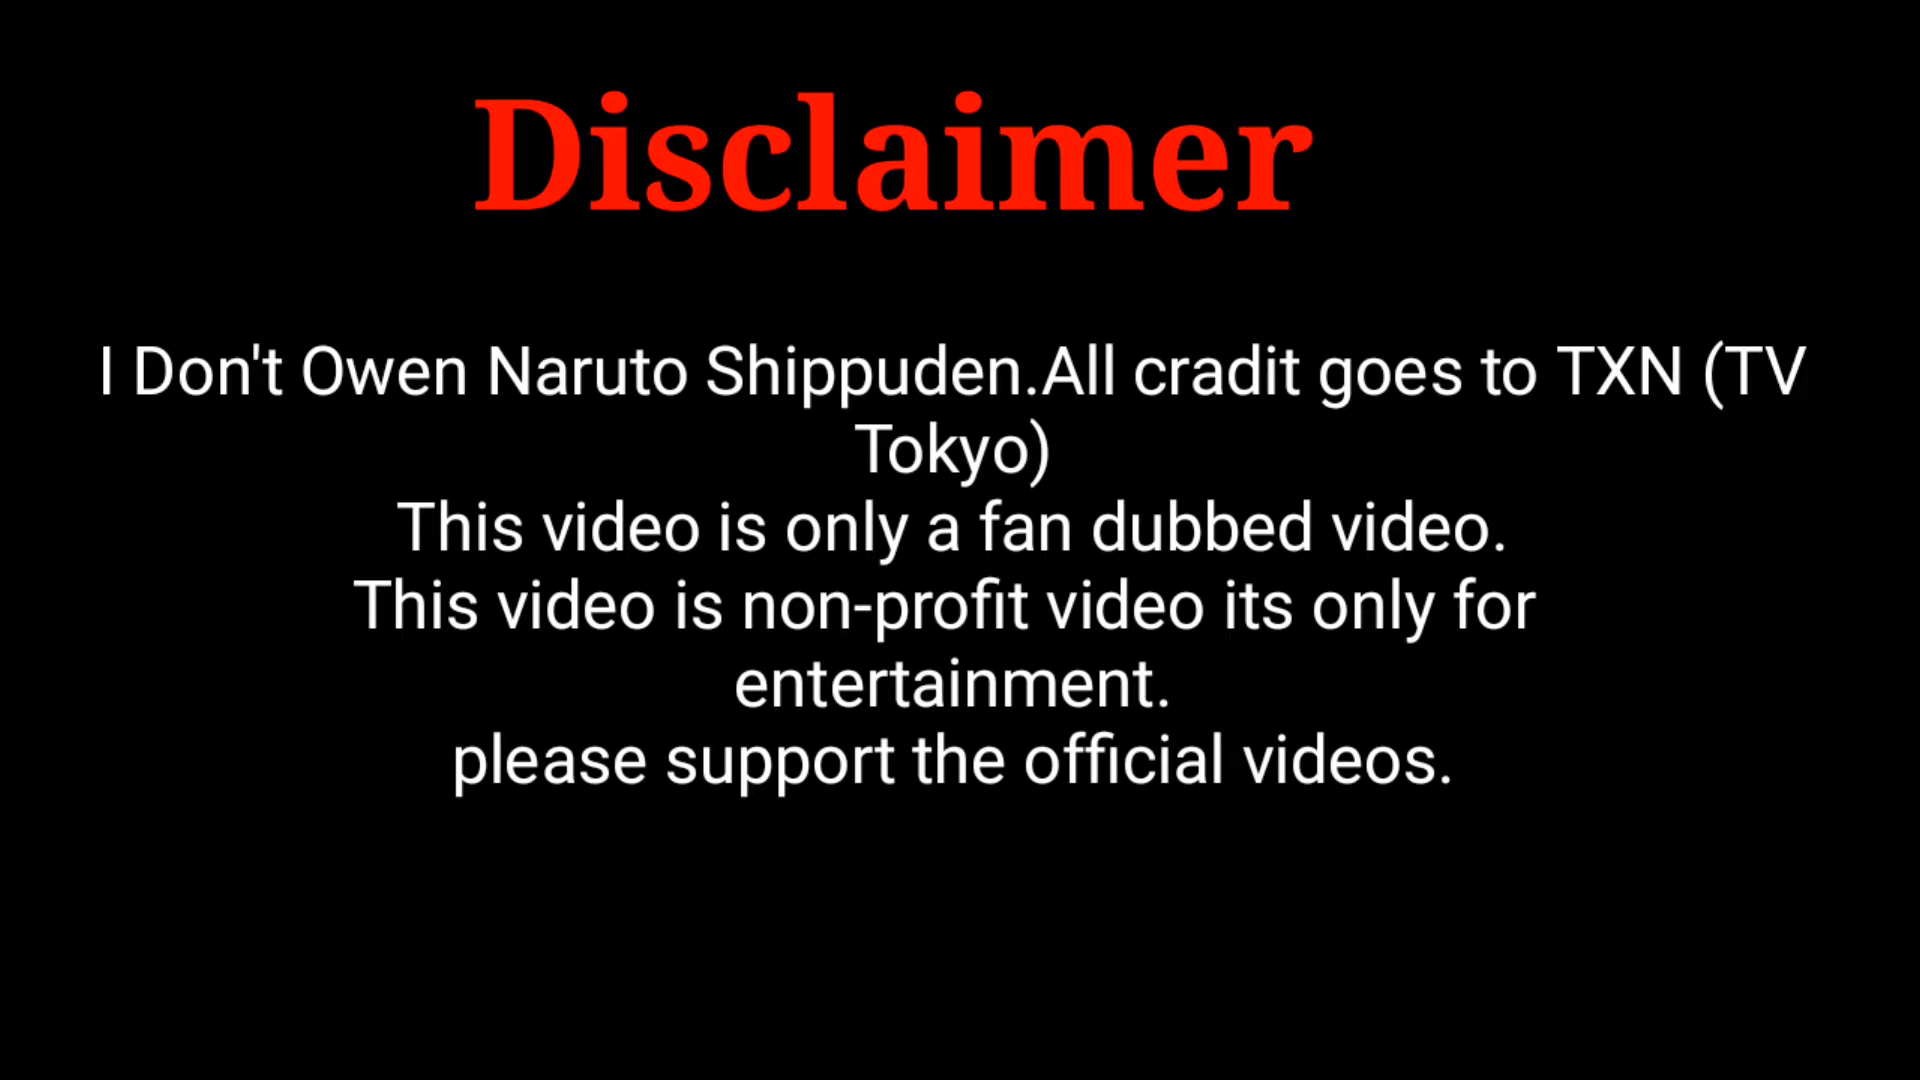 Disclaimer
I Don't Owen Naruto Shippuden.All cradit goes to TXN (TV
Tokyo)
This video is only a fan dubbed video.
This video is non-profit video its only for
entertainment.
please support the official videos.